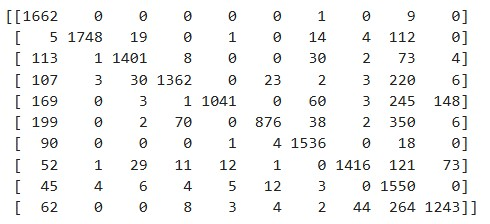 [[1662 0 0 0 0 0 1 0 9 0]
[ 5 1748 19 0 1 0 14 4 112 0]
[ 113 1 1401 8 0 0 30 2 73 4]
[ 107 3 30 1362 0 23 2 3 220 6]
[ 169 0 3 1 1041 0 60 3 245 148]
[ 199 0 2 70 0 876 38 2 350 6]
[ 90 0 0 0 1 4 1536 0 18 0]
[ 52 1 29 11 12 1 0 1416 121 73]
[ 45 4 6 4 5 12 3 0 1550 0]
[ 62 0 0 8 3 4 2 44 264 1243]]